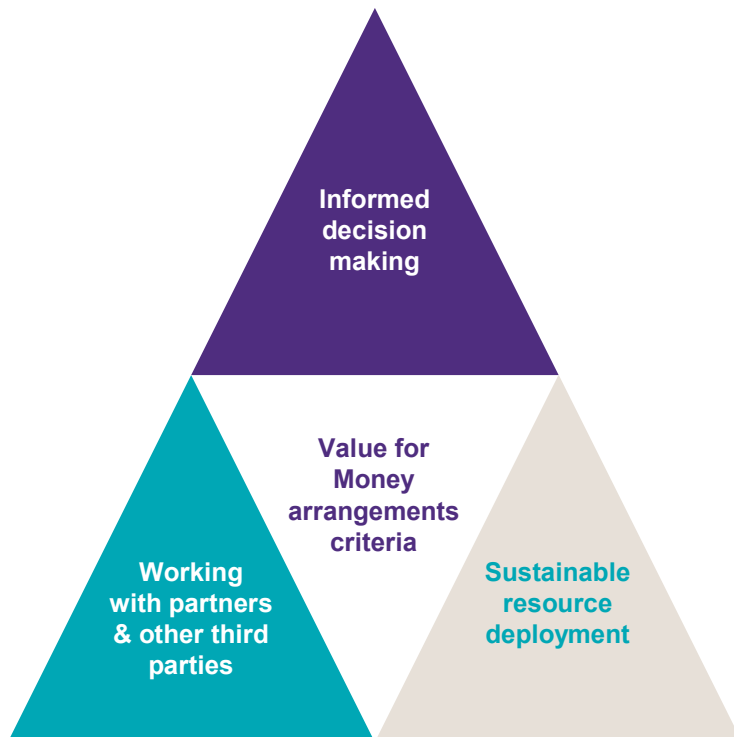 Informed
decision
making
Value for
Money
arrangements
criteria
Working
with partners
& other third
parties
Sustainable
resource
deployment